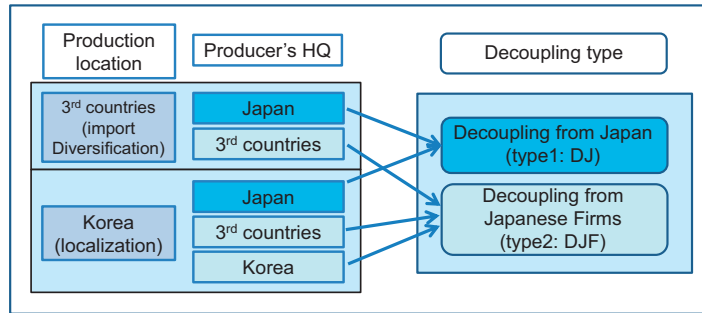 Production
location
Producer's HQ
Decoupling type
3rd countries
(import
Diversification)
Japan
3rd countries
Korea
(localization)
Japan
3rd countries
Korea
Decoupling from Japan
(type1: DJ)
Decoupling from
Japanese Firms
(type2: DJF)